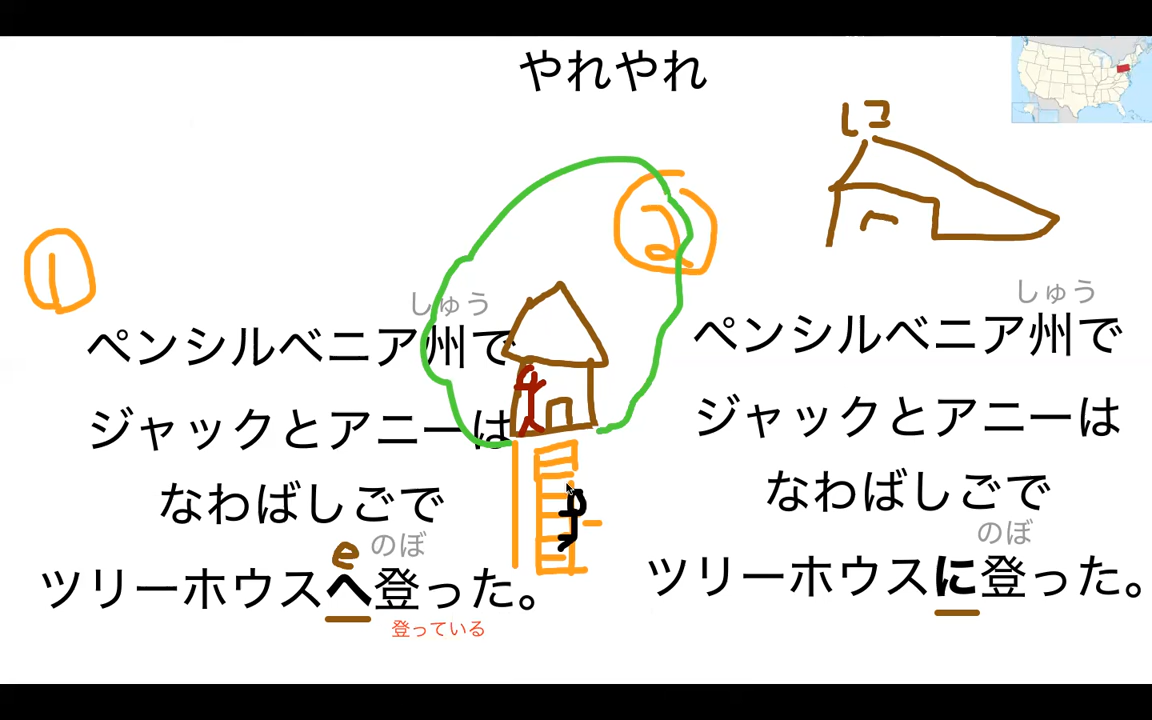 やれやれ
に
1
2
しゅう
ペンシルベニア州で
ジャックとアニーは
なわばしごで
e
のぼ
ツリーホウスへ登った。
登っている
しゅう
ペンシルベニア州で
ジャックとアニーは
なわばしごで
のぼ
ツリーホウスに登った。